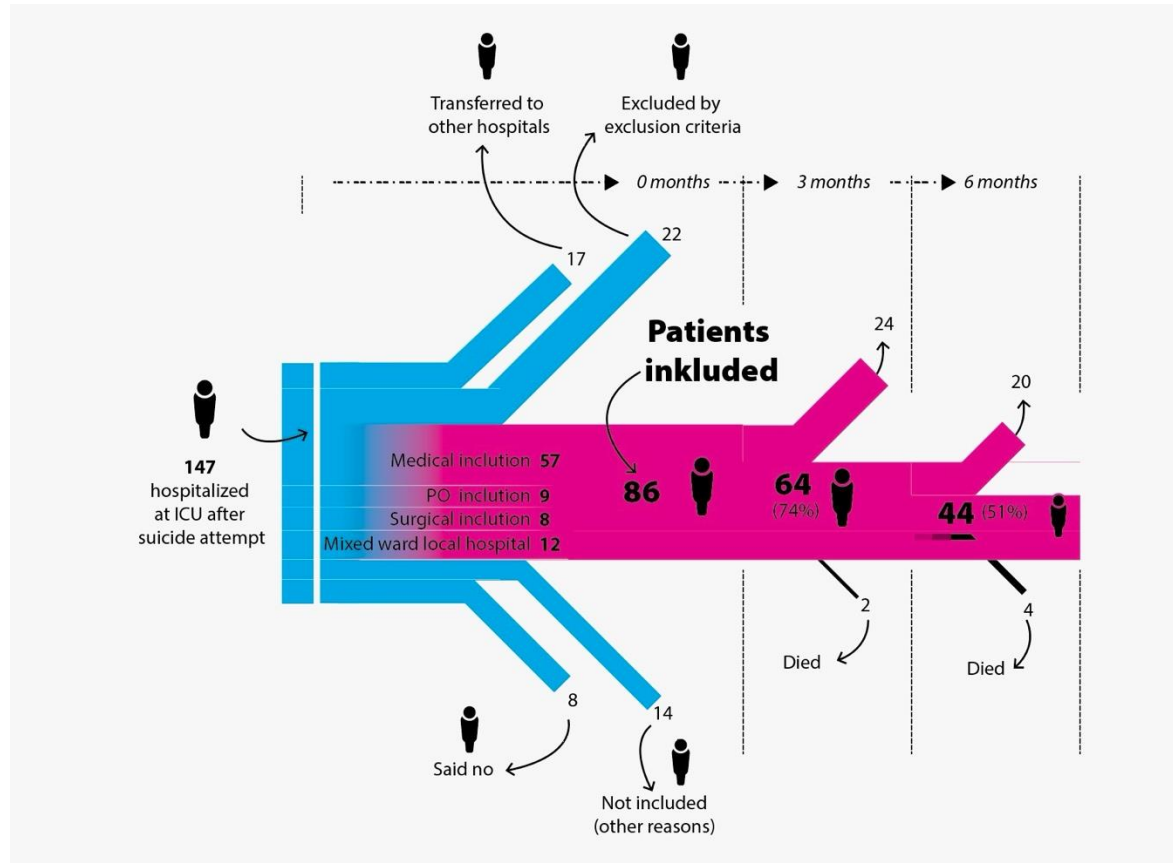 Transferred to
other hospitals
Excluded by
exclusion criteria
0 months
3 months
6 months
17
22
24
20
Patients
inkluded
147
hospitalized
at ICU after
suicide attempt
Medical inclution 57
PO inclution 9
Surgical inclution 8
Mixed ward local hospital 12
86
64
(74%)
44 (51%)
2
Died
4
Died
8
Said no
14
Not included
(other reasons)